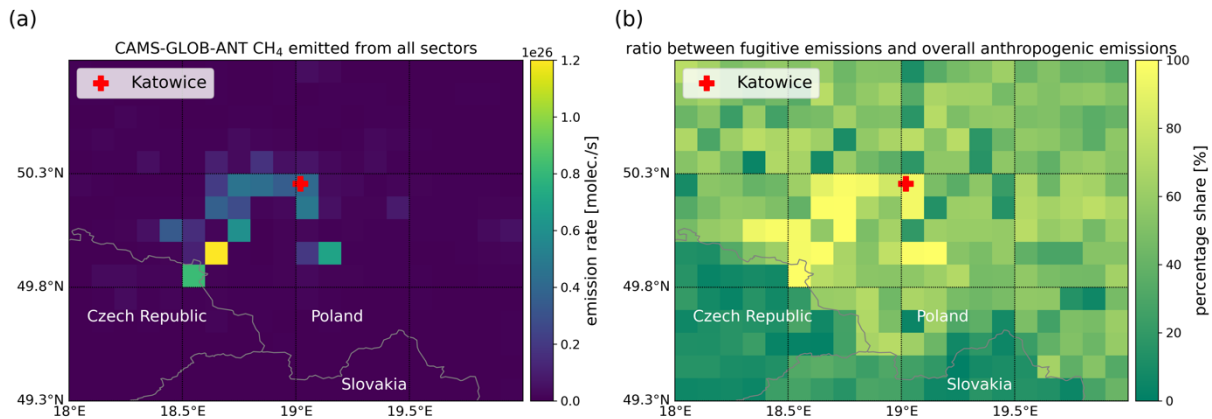 (a)
CAMS-GLOB-ANT CH₄ emitted from all sectors
1e26
Katowice
1.2
1.0
0.8
0.6
0.4
0.2
0.0
emission rate [molec./s]
50.3°N
49.8°N
49.3°N
18°E
18.5°E
19°E
19.5°E
Czech Republic
Poland
Slovakia
(b)
ratio between fugitive emissions and overall anthropogenic emissions
Katowice
100
80
60
40
20
0
percentage share [%]
50.3°N
49.8°N
49.3°N
18°E
18.5°E
19°E
19.5°E
Czech Republic
Poland
Slovakia